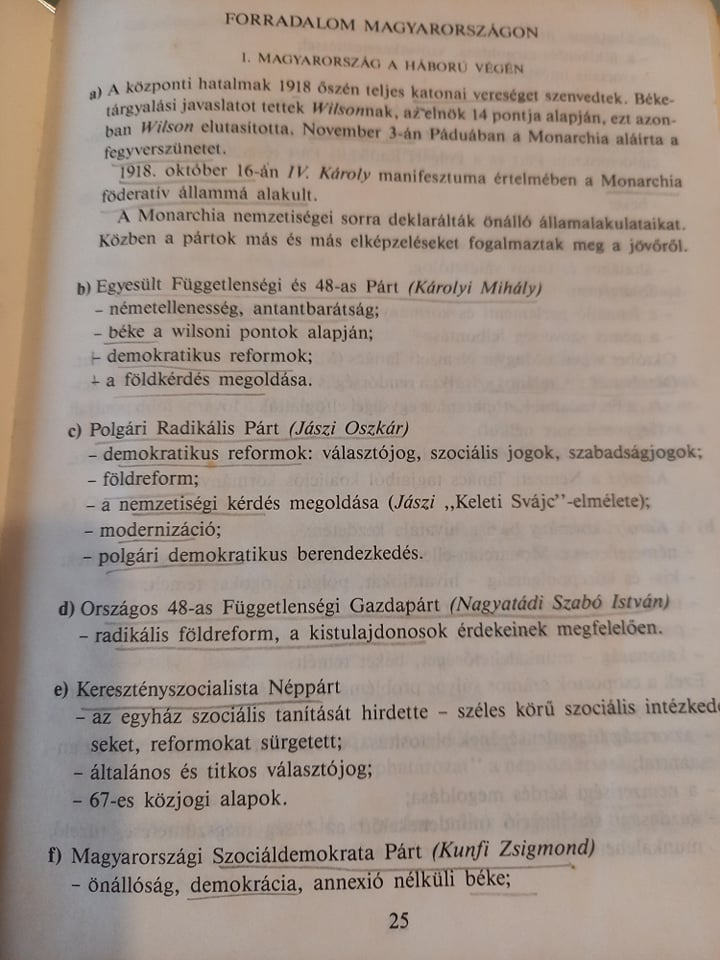 FORRADALOM MAGYARORSZÁGON
1. MAGYARORSZÁG A HÁBORÚ VÉGÉN
a) A központi hatalmak 1918 őszén teljes katonai vereséget szenvedtek. Béke-
tárgyalási javaslatot tettek Wilsonnak, az elnök 14 pontja alapján, ezt azon-
ban Wilson elutasította. November 3-án Páduában a Monarchia aláírta a
fegyverszünetet.
1918. október 16-án IV. Károly manifesztuma értelmében a Monarchia
föderatív állammá alakult.
A Monarchia nemzetiségei sorra deklarálták önálló államalakulataikat.
Közben a pártok más és más elképzeléseket fogalmaztak meg a jövőről.
b) Egyesült Függetlenségi és 48-as Párt (Károlyi Mihály)
– németellenesség, antantbarátság;
– béke a wilsoni pontok alapján;
– demokratikus reformok;
– a földkérdés megoldása.
c) Polgári Radikális Párt (Jászi Oszkár)
– demokratikus reformok: választójog, szociális jogok, szabadságjogok;
– földreform;
– a nemzetiségi kérdés megoldása (Jászi „Keleti Svájc”-elmélete);
– modernizáció;
– polgári demokratikus berendezkedés.
d) Országos 48-as Függetlenségi Gazdapárt (Nagyatádi Szabó István)
– radikális földreform, a kistulajdonosok érdekeinek megfelelően.
e) Keresztényszocialista Néppárt
– az egyház szociális tanítását hirdette – széles körű szociális intézked
seket, reformokat sürgetett;
– általános és titkos választójog;
– 67-es közjogi alapok.
f) Magyarországi Szociáldemokrata Párt (Kunfi Zsigmond)
– önállóság, demokrácia, annexió nélküli béke;
25